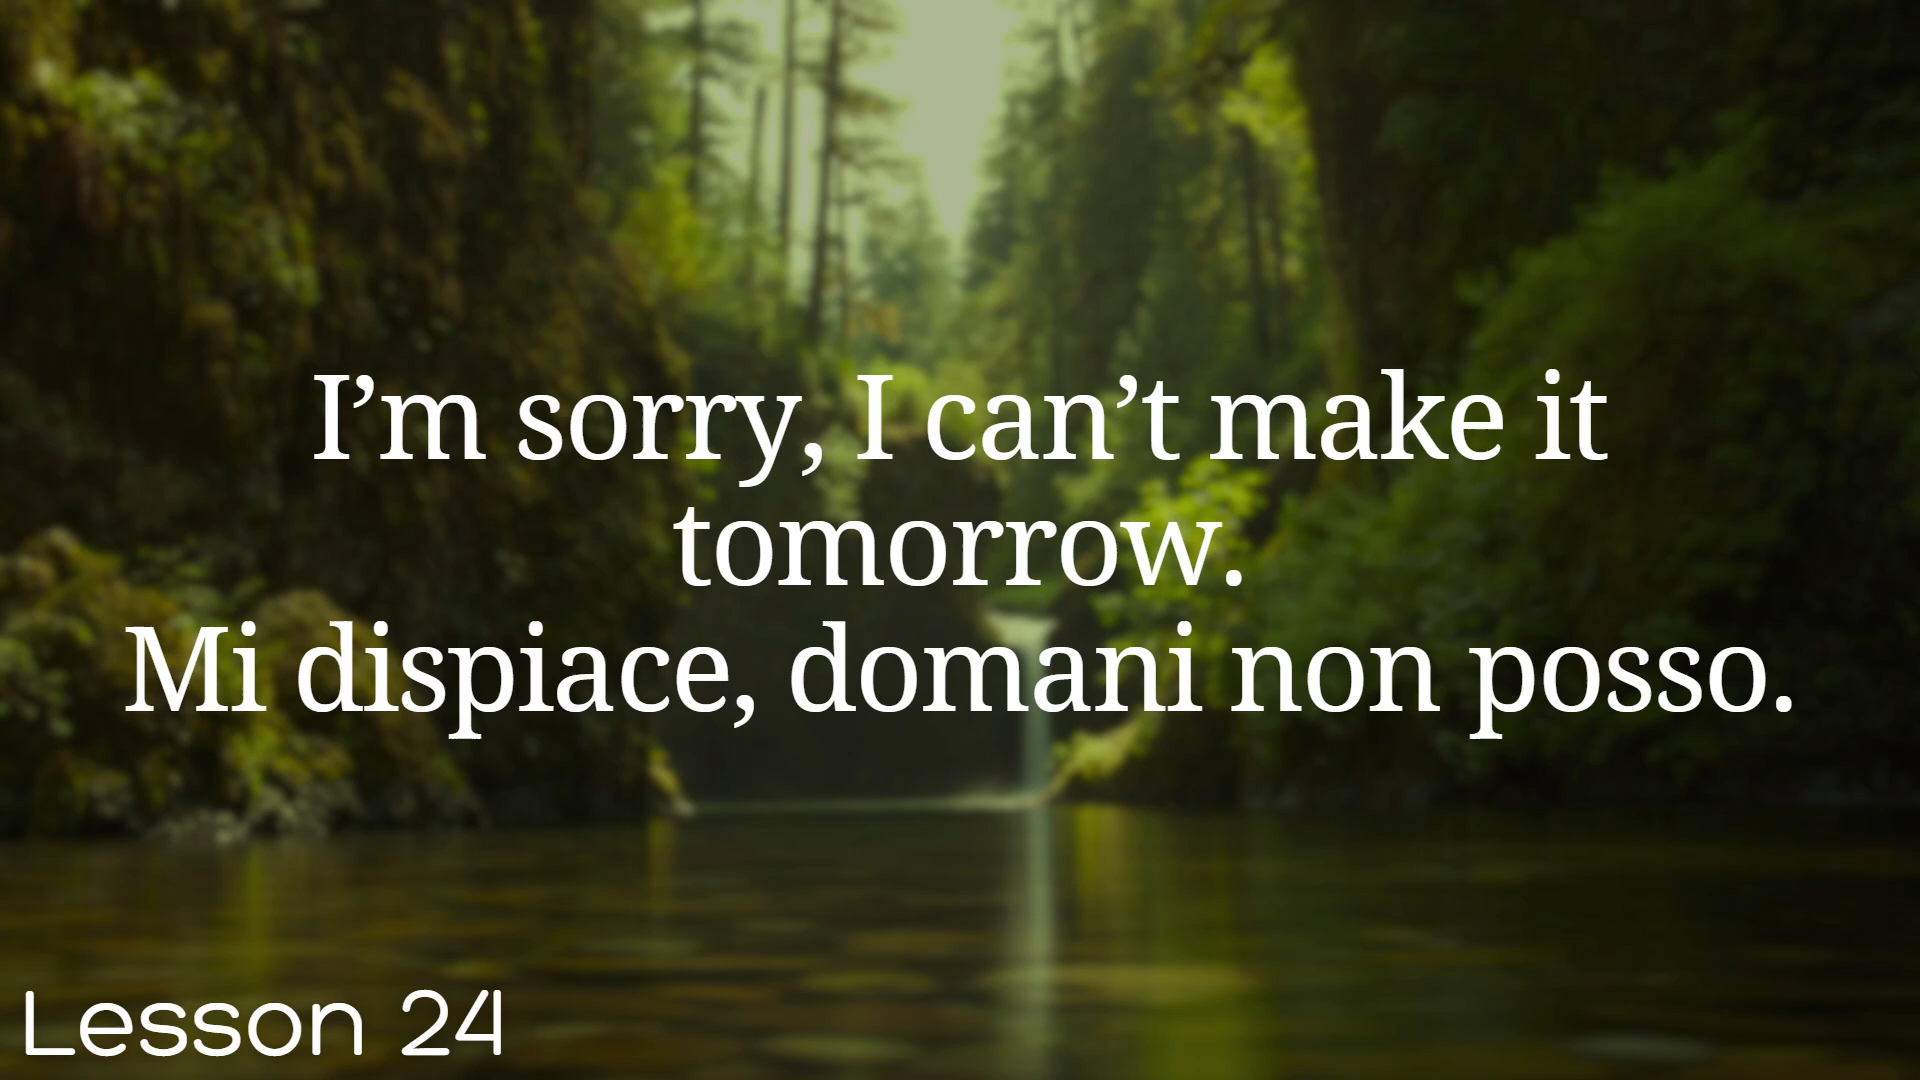 I’m sorry, I can’t make it
tomorrow.
Mi dispiace, domani non posso.
Lesson 24